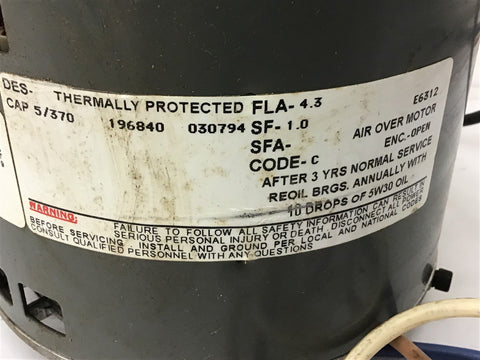 DES- THERMALLY PROTECTED FLA- 4.3 E6312
CAP 5/370 196840 030794 SF- 1.0 AIR OVER MOTOR
SFA- ENC.-OPEN
CODE- C
AFTER 3 YRS NORMAL SERVICE
REOIL BRGS. ANNUALLY WITH
10 DROPS OF 5W30 OIL
WARNING: FAILURE TO FOLLOW ALL SAFETY INFORMATION CAN RESULT IN
SERIOUS PERSONAL INJURY OR DEATH. DISCONNECT ALL POWER
BEFORE SERVICING. INSTALL AND GROUND PER LOCAL AND NATIONAL CODES
CONSULT QUALIFIED PERSONNEL WITH ANY QUESTIONS